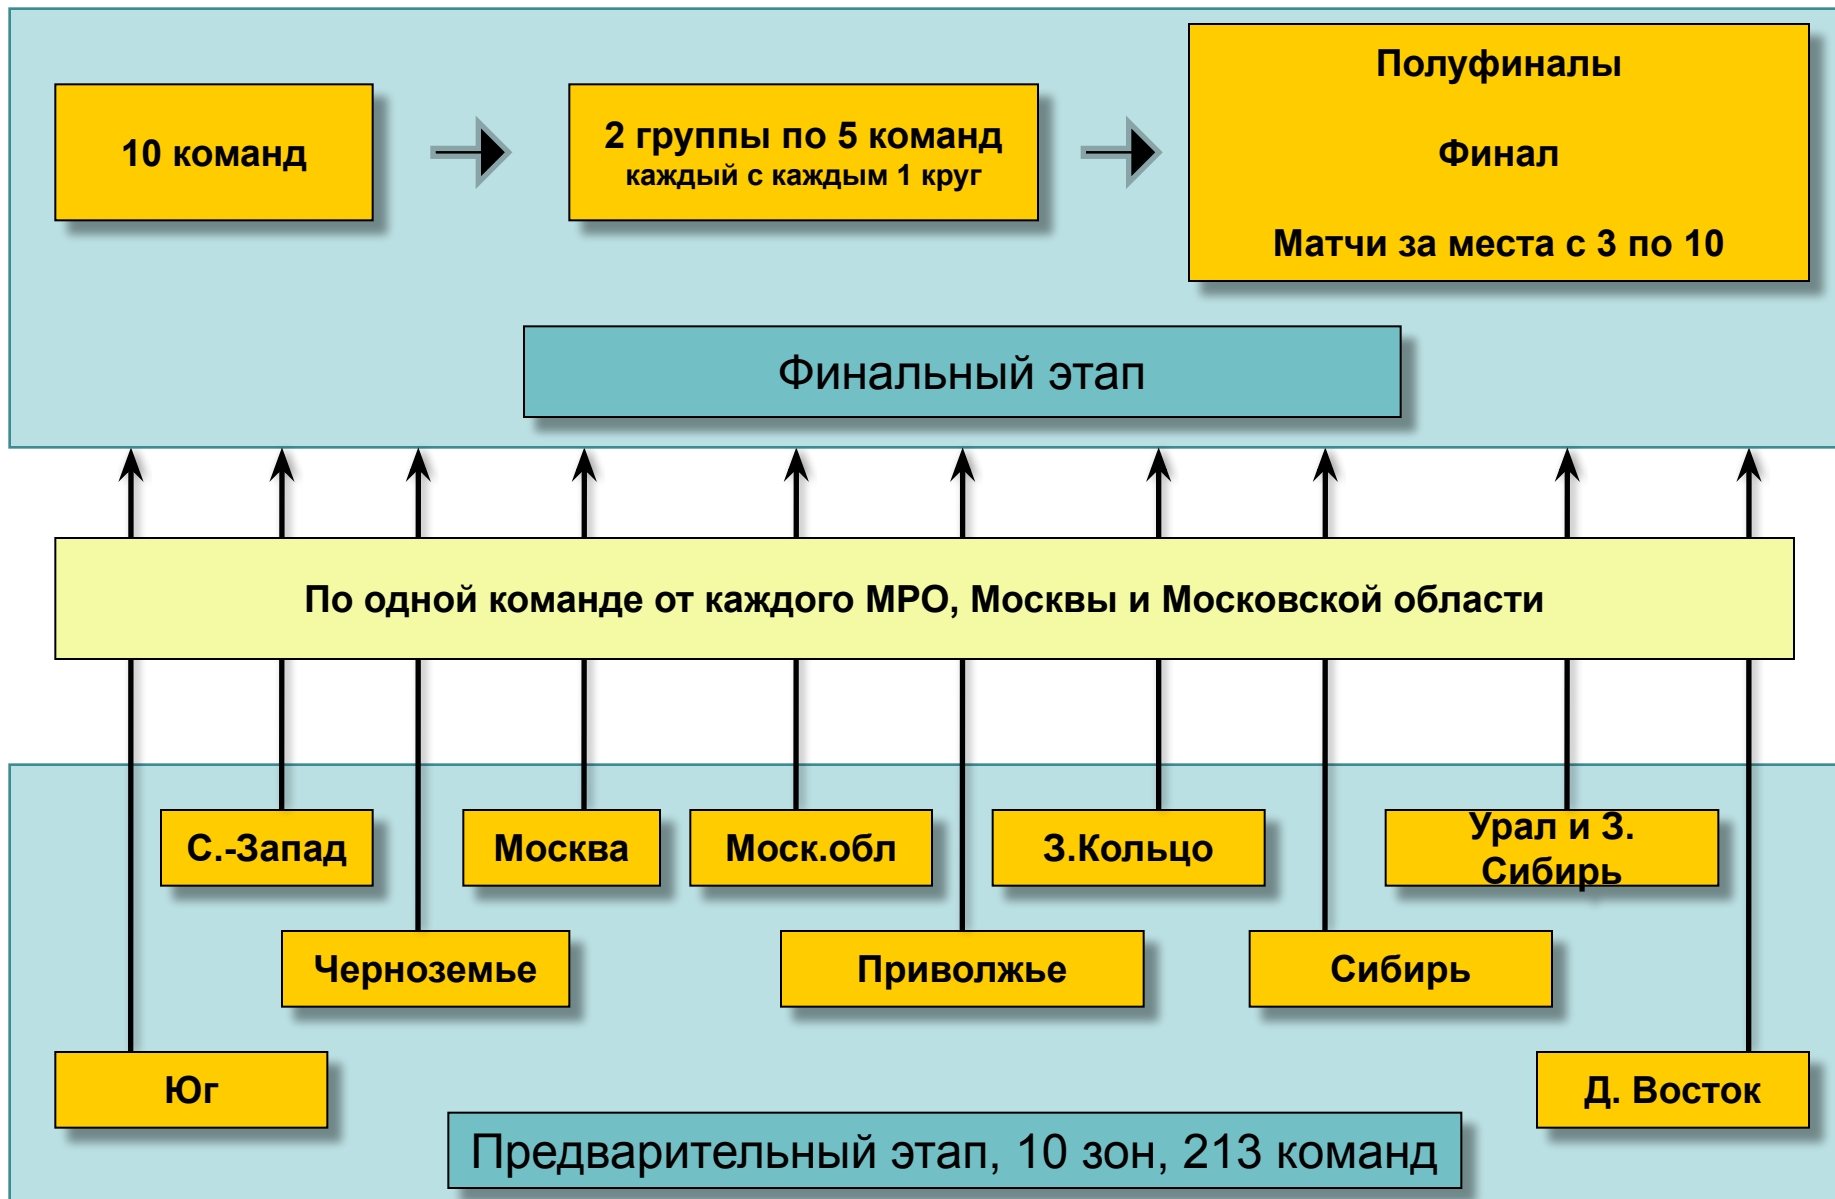 10 команд
2 группы по 5 команд
каждый с каждым 1 круг
Полуфиналы
Финал
Матчи за места с 3 по 10
Финальный этап
По одной команде от каждого МРО, Москвы и Московской области
С.-Запад
Москва
Моск.обл
З.Кольцо
Урал и З.
Сибирь
Черноземье
Приволжье
Сибирь
Юг
Д. Восток
Предварительный этап, 10 зон, 213 команд